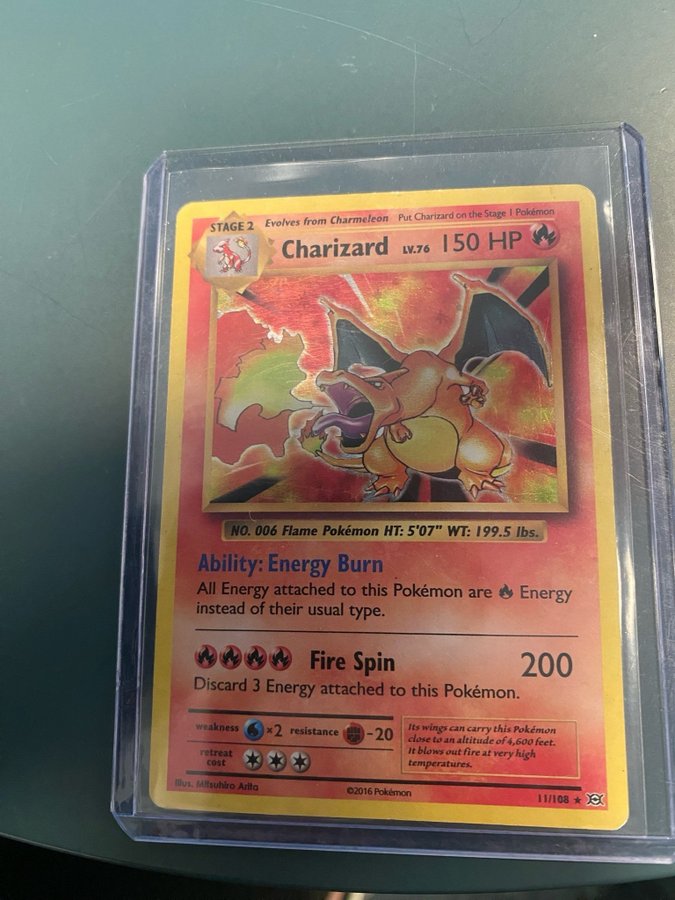 STAGE 2
Evolves from Charmeleon Put Charizard on the Stage 1 Pokémon
Charizard LV.76 150 HP
NO. 006 Flame Pokémon HT: 5'07" WT: 199.5 lbs.
Ability: Energy Burn
All Energy attached to this Pokémon are Energy
instead of their usual type.
Fire Spin 200
Discard 3 Energy attached to this Pokémon.
weakness ×2 resistance -20
retreat
cost
Its wings can carry this Pokémon
close to an altitude of 4,600 feet.
It blows out fire at very high
temperatures.
Illus. Mitsuhiro Arita
©2016 Pokémon
11/108 ★